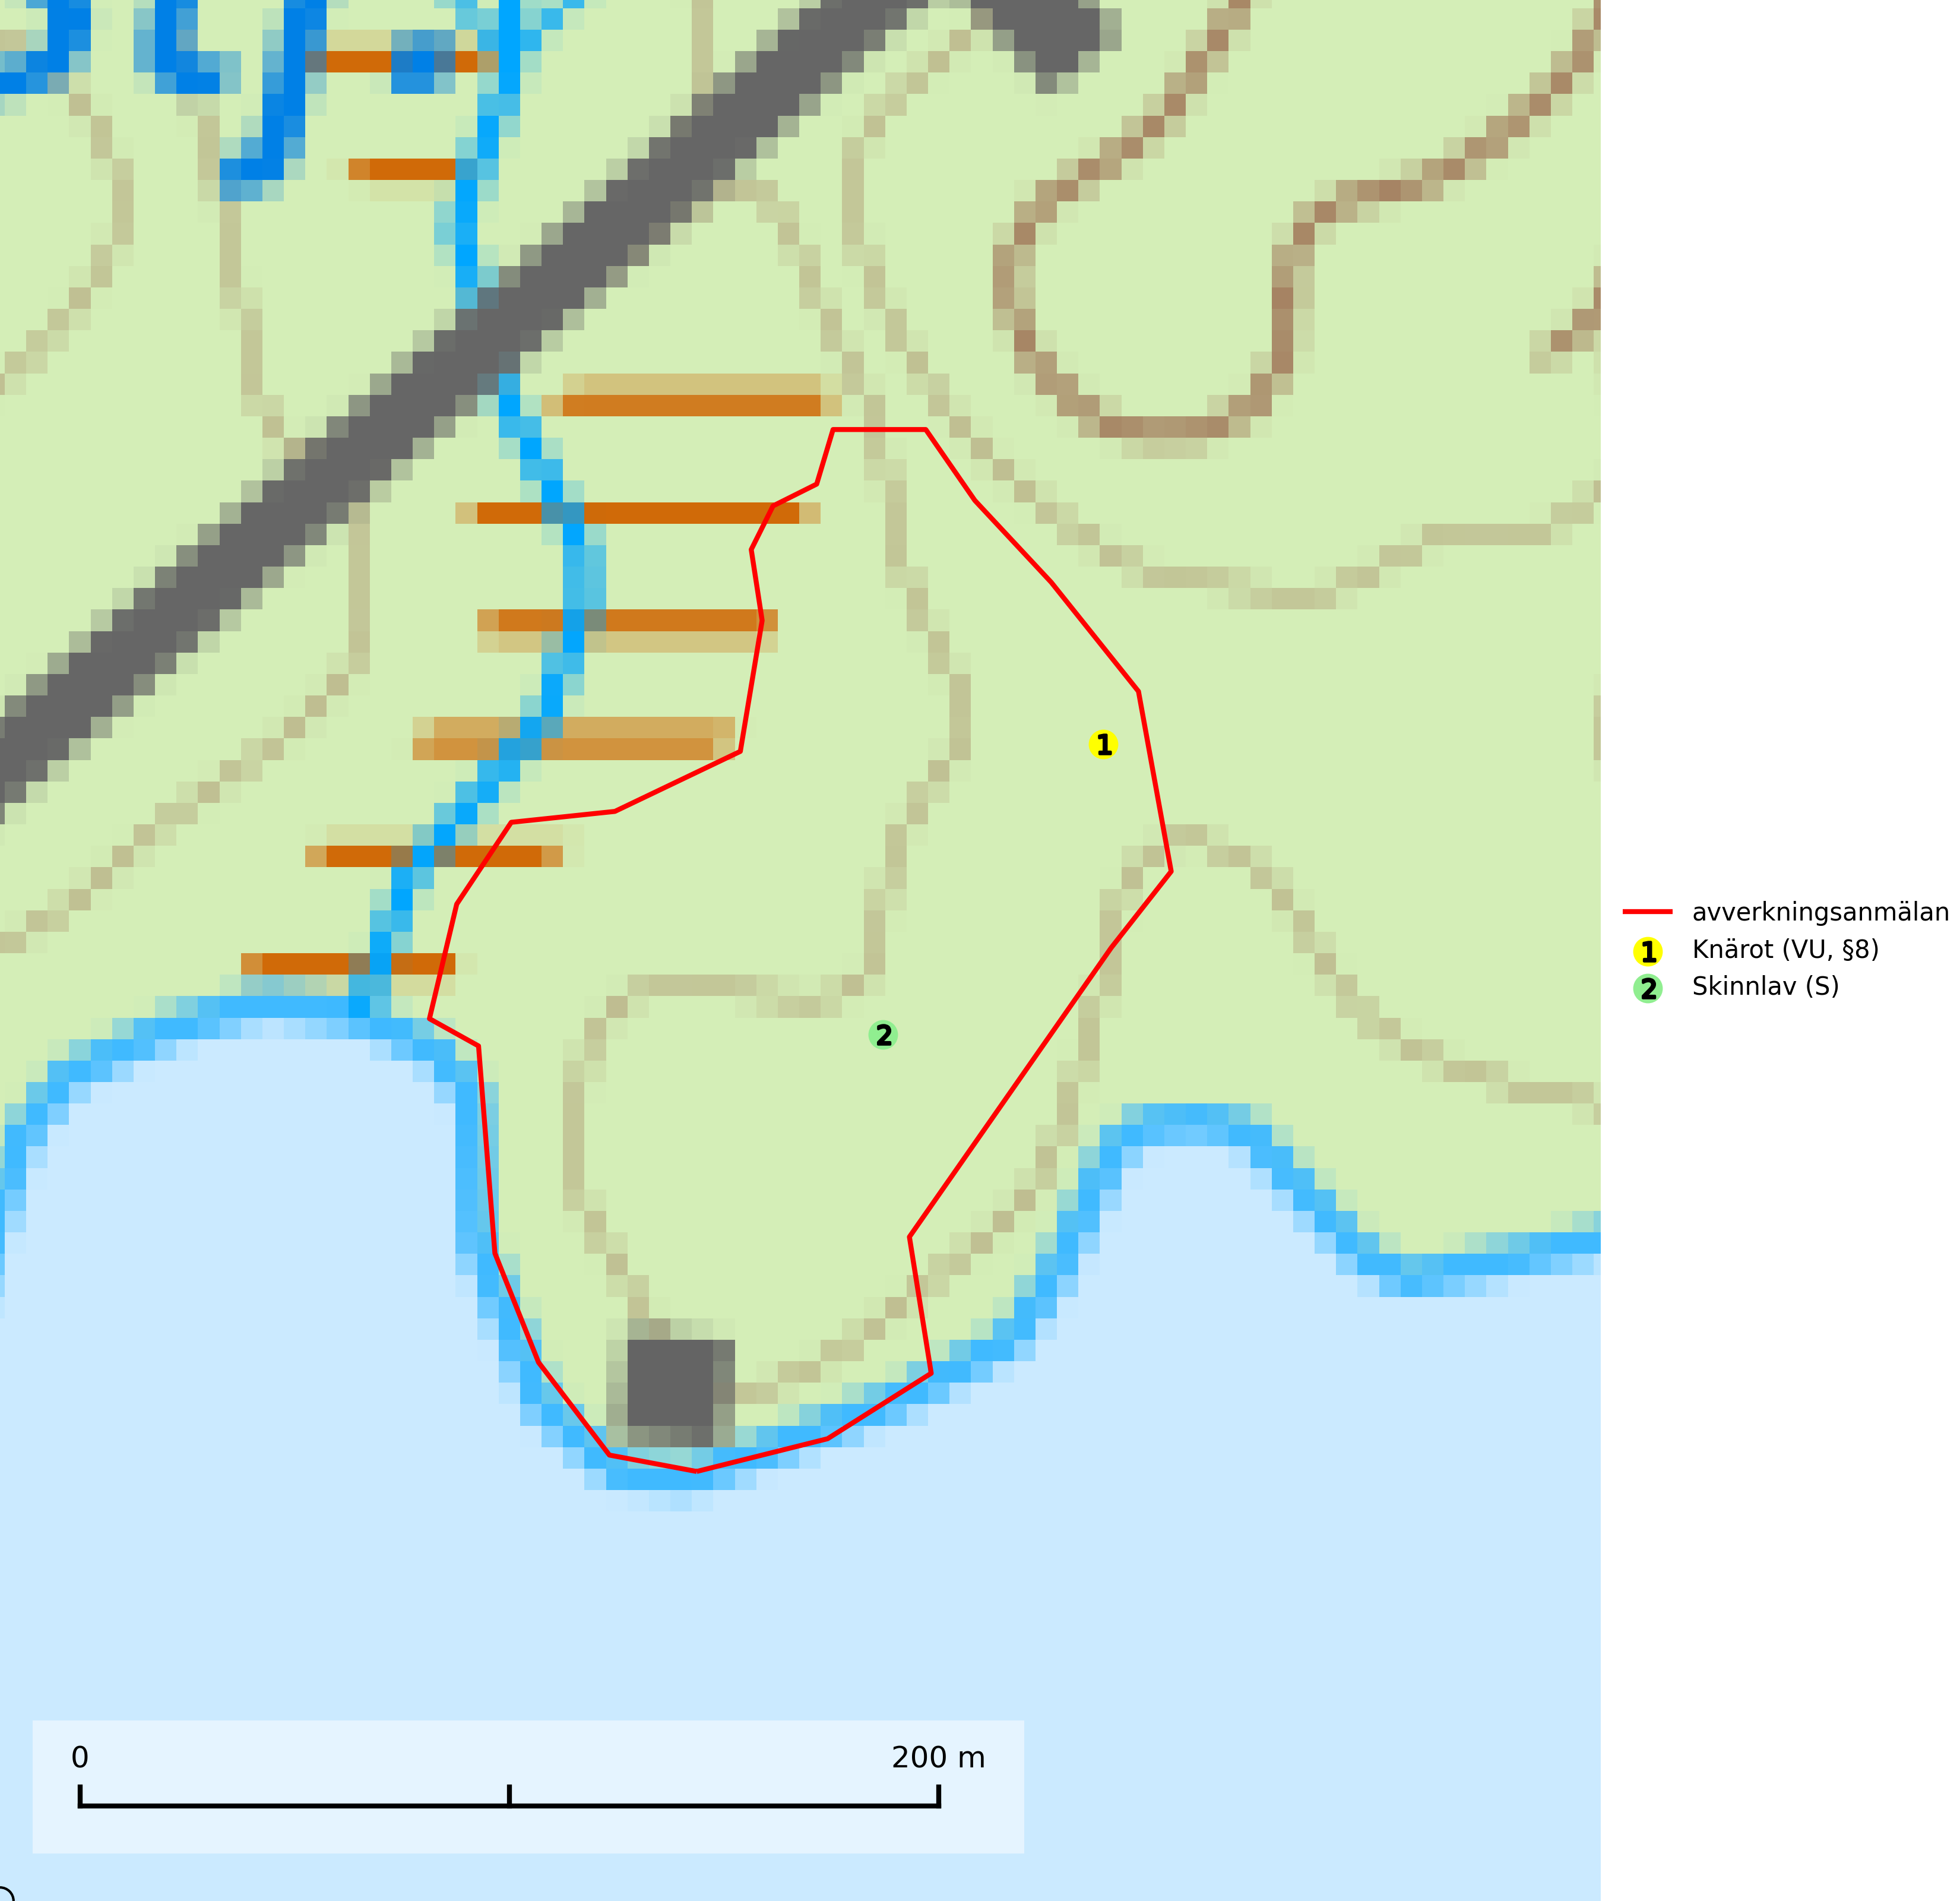 1
2
avverkningsanmälan
1 Knärot (VU, §8)
2 Skinnlav (S)
0 200 m